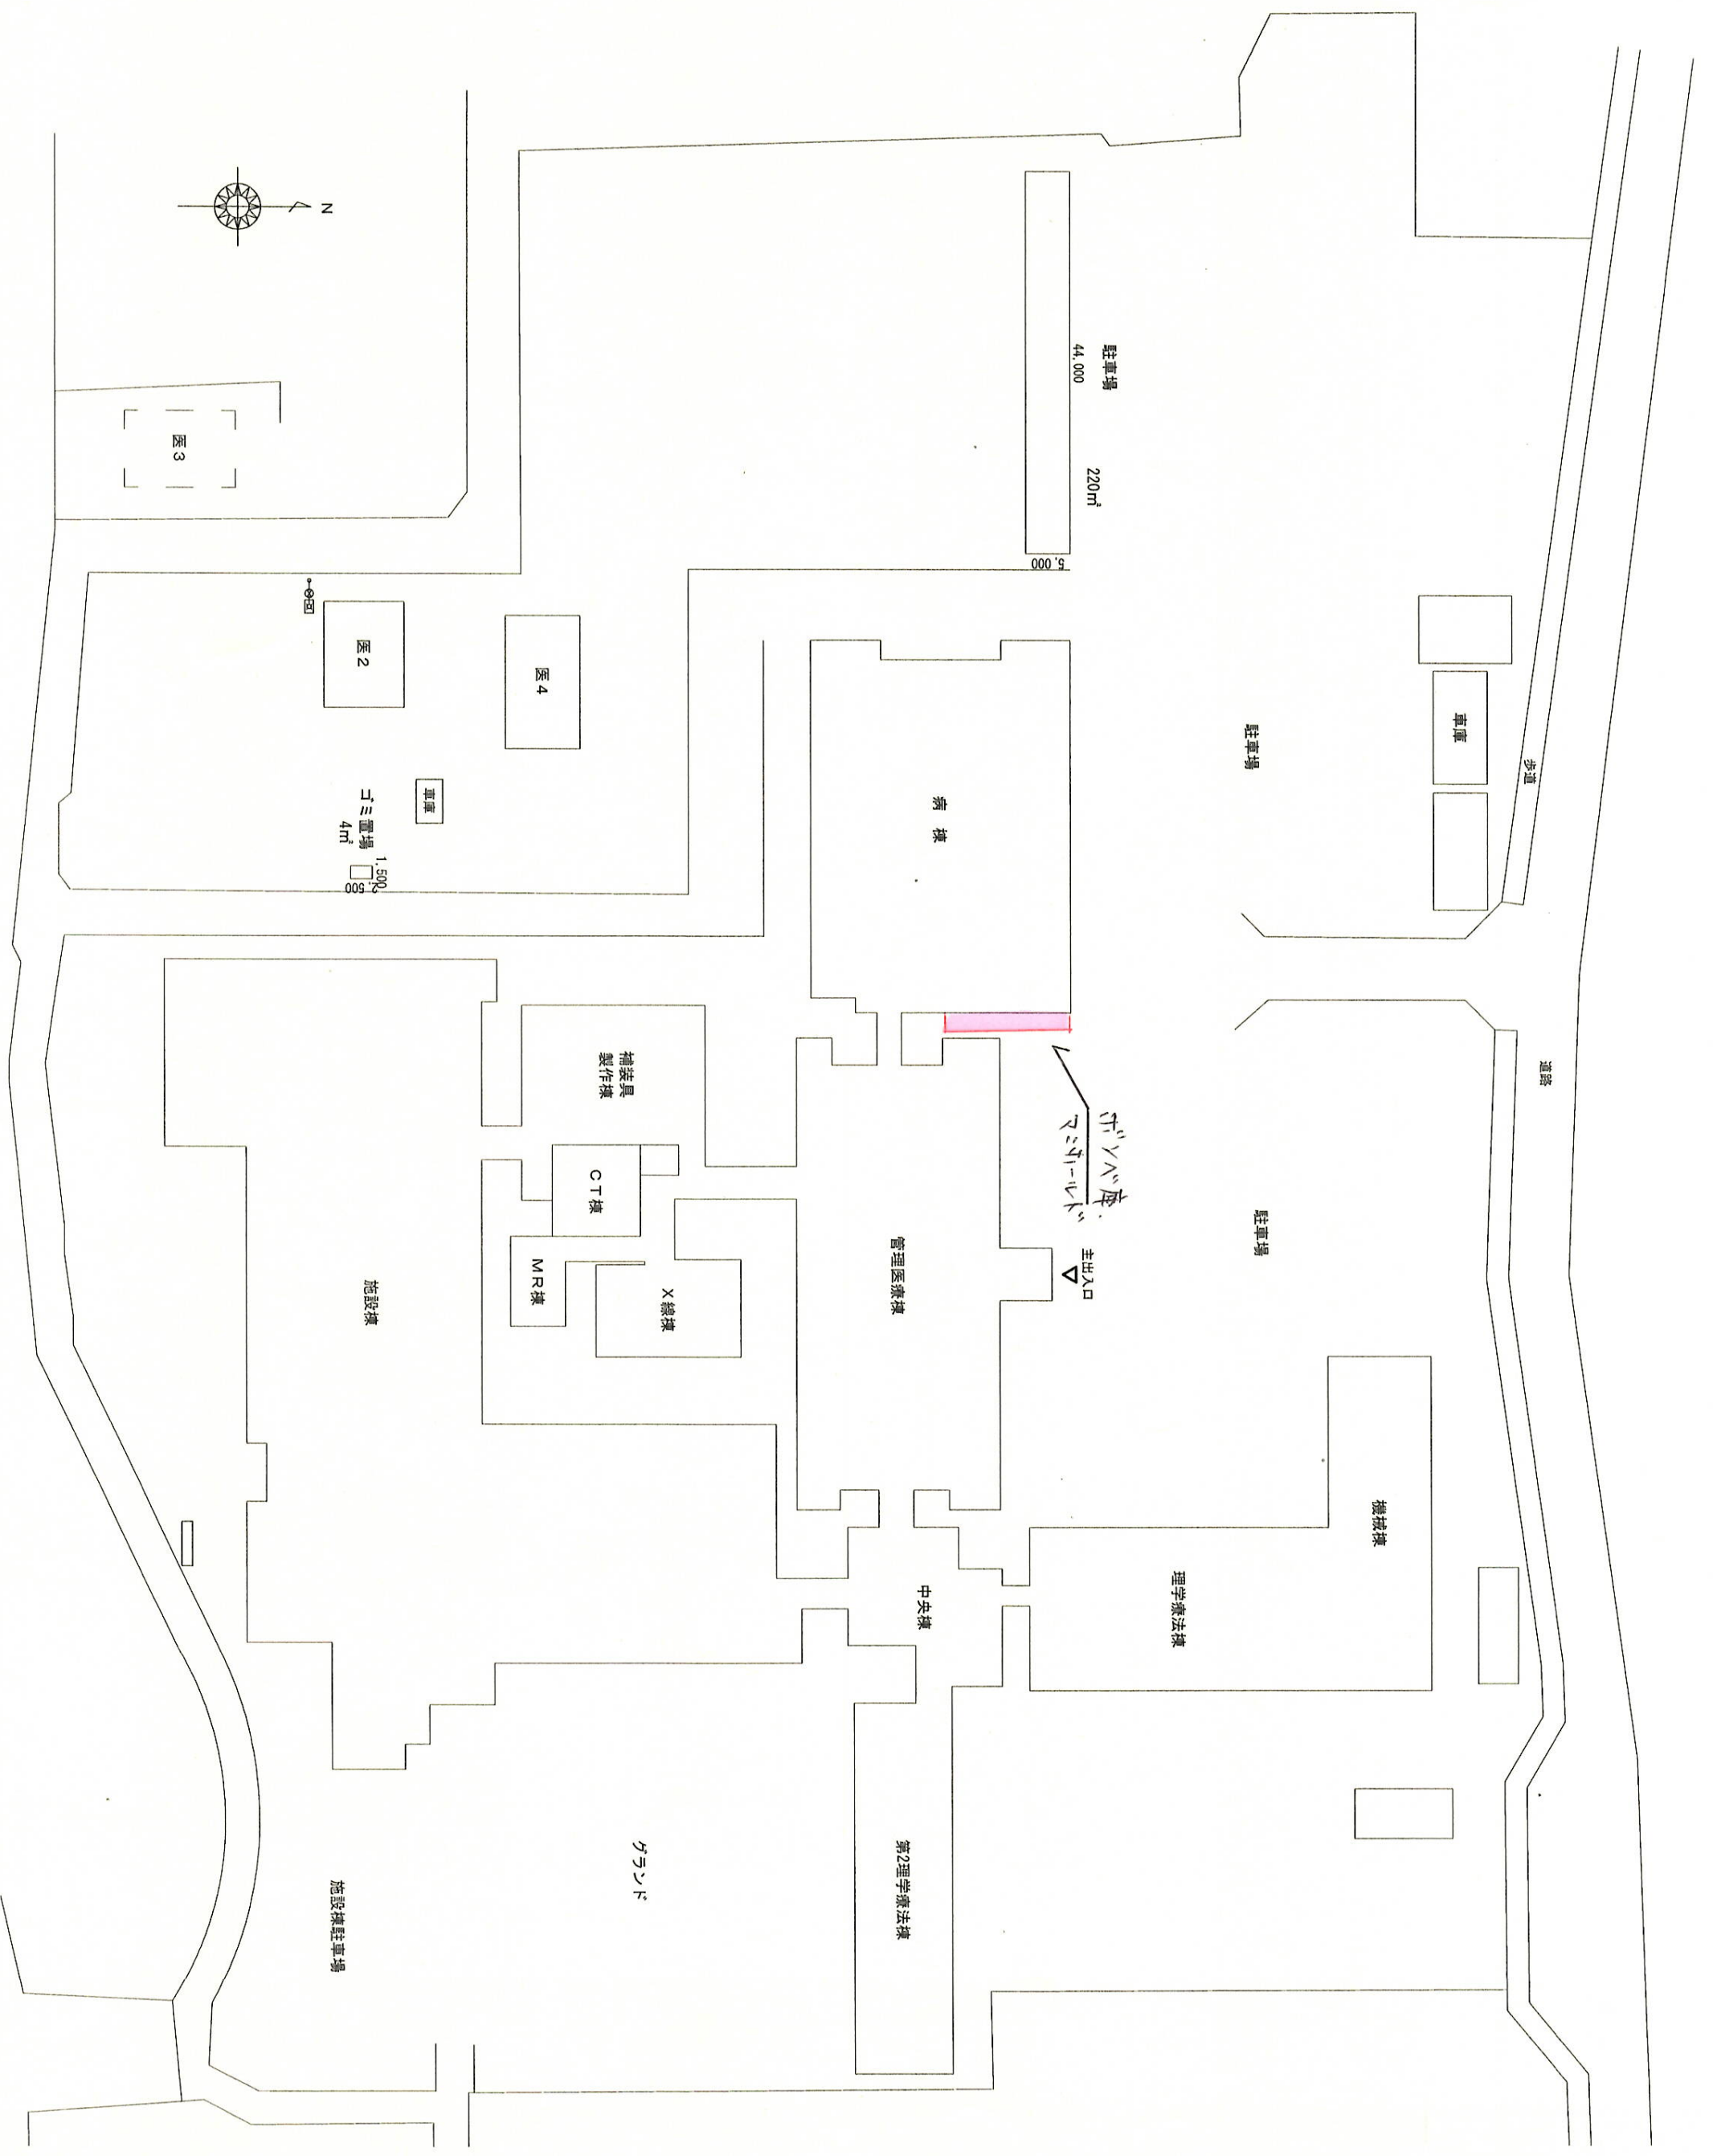 N
駐車場
44,000
220㎡
5,000
医3
医2
医4
車庫
ゴミ置場
4㎡
1,500
2,500
病 棟
駐車場
車庫
歩道
道路
ボンベ庫.
マニホールド
主出入口
駐車場
補装具
製作棟
CT棟
MR棟
X線棟
管理医療棟
施設棟
機械棟
理学療法棟
中央棟
第2理学療法棟
グランド
施設棟駐車場